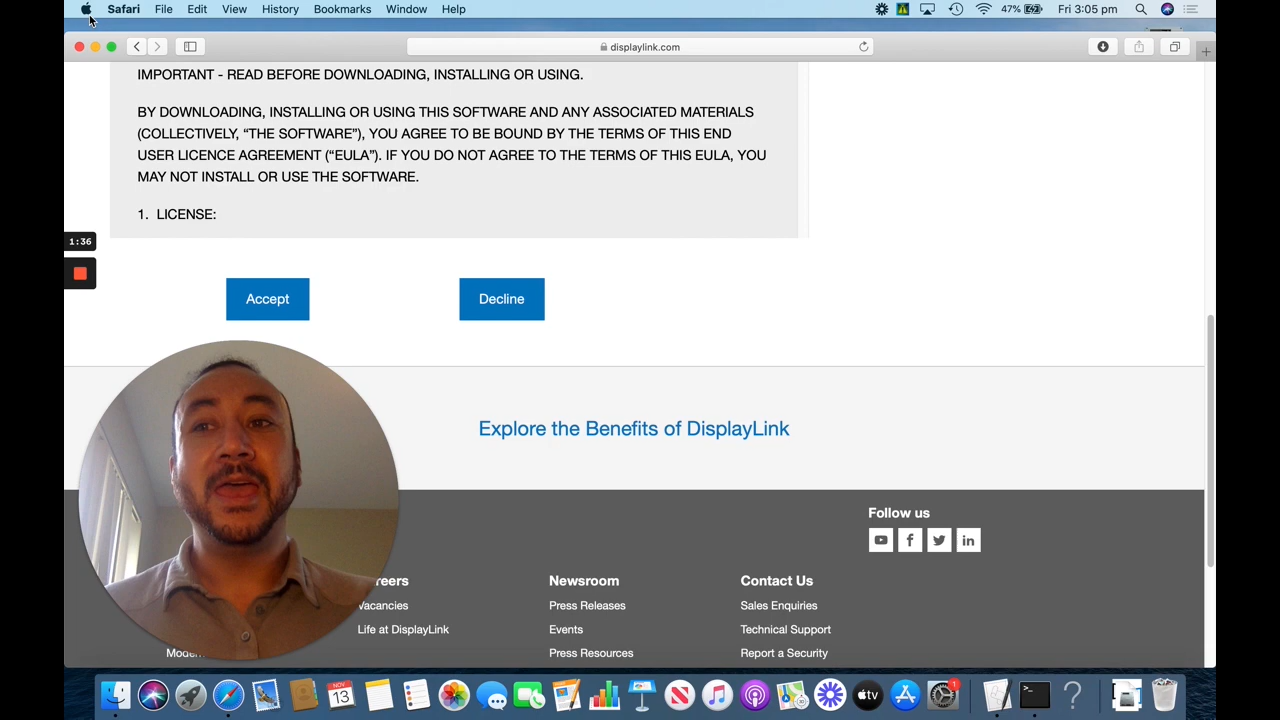 Safari File Edit View History Bookmarks Window Help 47% Fri 3:05 pm
displaylink.com
IMPORTANT - READ BEFORE DOWNLOADING, INSTALLING OR USING.
BY DOWNLOADING, INSTALLING OR USING THIS SOFTWARE AND ANY ASSOCIATED MATERIALS
(COLLECTIVELY, “THE SOFTWARE”), YOU AGREE TO BE BOUND BY THE TERMS OF THIS END
USER LICENCE AGREEMENT (“EULA”). IF YOU DO NOT AGREE TO THE TERMS OF THIS EULA, YOU
MAY NOT INSTALL OR USE THE SOFTWARE.
1. LICENSE:
1:36
Accept Decline
Explore the Benefits of DisplayLink
Follow us
Newsroom Contact Us
Vacancies Press Releases Sales Enquiries
Life at DisplayLink Events Technical Support
Press Resources Report a Security
NOV
13
tv
1